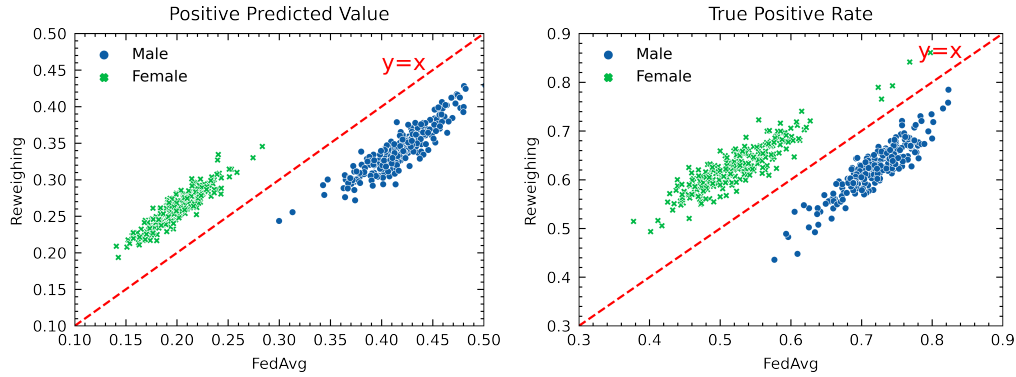 Positive Predicted Value
0.50
0.45
0.40
0.35
0.30
0.25
0.20
0.15
0.10
Reweighing
Male
Female
y=x
0.10 0.15 0.20 0.25 0.30 0.35 0.40 0.45 0.50
FedAvg
True Positive Rate
0.9
0.8
0.7
0.6
0.5
0.4
0.3
Reweighing
Male
Female
y=x
0.3 0.4 0.5 0.6 0.7 0.8 0.9
FedAvg